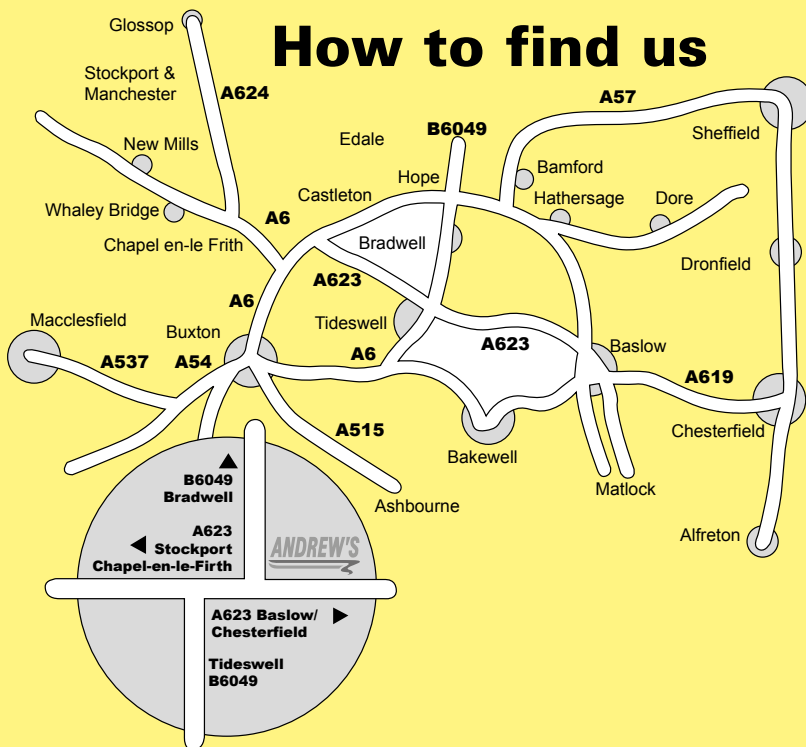 How to find us
Glossop
Stockport &
Manchester
A624
A57
Sheffield
Edale
B6049
New Mills
Bamford
Hope
Castleton
Hathersage
Dore
Whaley Bridge
A6
Chapel en-le Frith
Bradwell
Dronfield
A623
A6
Macclesfield
Buxton
Tideswell
A537
A54
A6
A623
Baslow
A619
A515
Chesterfield
Bakewell
Matlock
Ashbourne
Alfreton
B6049
Bradwell
A623
Stockport
Chapel-en-le-Firth
ANDREW'S
A623 Baslow/
Chesterfield
Tideswell
B6049